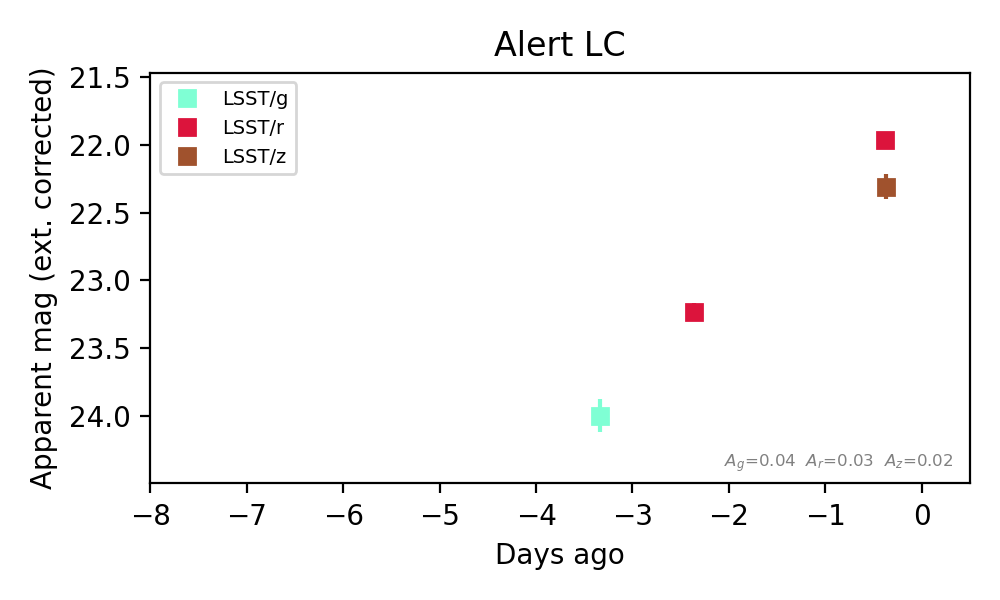 Alert LC
Apparent mag (ext. corrected)
21.5
22.0
22.5
23.0
23.5
24.0
LSST/g
LSST/r
LSST/z
A_g=0.04 A_r=0.03 A_z=0.02
−8 −7 −6 −5 −4 −3 −2 −1 0
Days ago